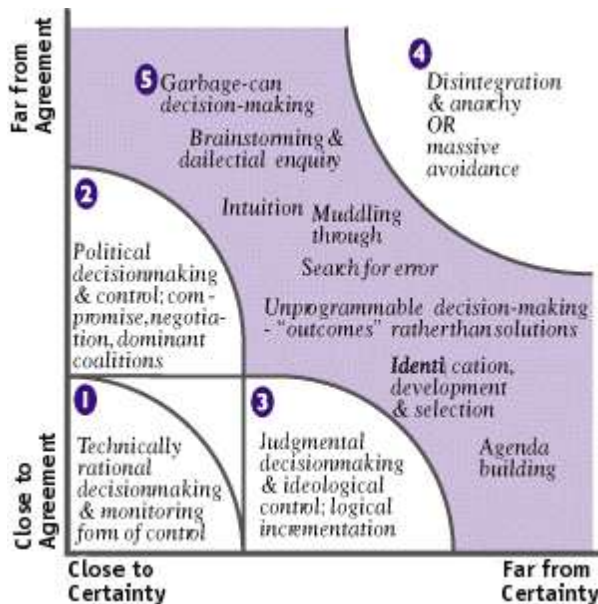 Far from
Agreement
5
Garbage-can
decision-making
Brainstorming &
dailectial enquiry
Intuition
Muddling
through
Search for error
Unprogrammable decision-making
- "outcomes" ratherthan solutions
Identi cation,
development
& selection
Agenda
building
4
Disintegration
& anarchy
OR
massive
avoidance
2
Political
decisionmaking
& control; com-
promise, negotia-
tion, dominant
coalitions
1
Technically
rational
decisionmaking
& monitoring
form of control
3
Judgmental
decisionmaking
& ideological
control; logical
incrementation
Close to
Agreement
Close to
Certainty
Far from
Certainty